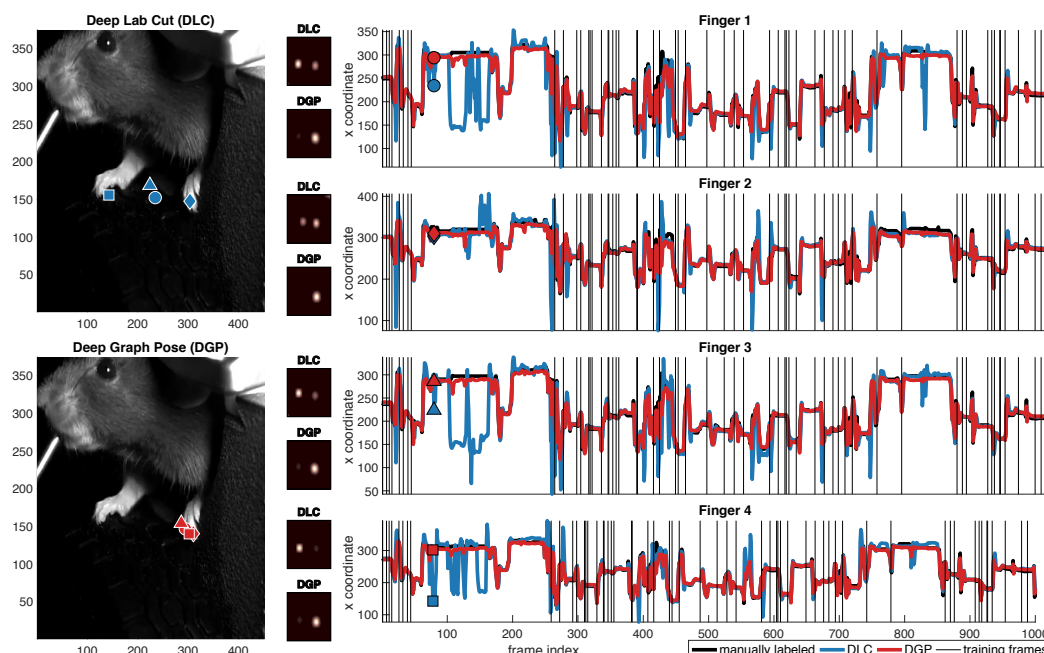 Deep Lab Cut (DLC)
350
300
250
200
150
100
50
100 200 300 400
Deep Graph Pose (DGP)
350
300
250
200
150
100
50
100 200 300 400
DLC
DGP
DLC
DGP
DLC
DGP
DLC
DGP
Finger 1
x coordinate
350
300
250
200
150
100
Finger 2
x coordinate
400
300
200
100
Finger 3
x coordinate
300
250
200
150
100
50
Finger 4
x coordinate
300
200
100
100 200 300 400 500 600 700 800 900 1000
frame index
manually labeled DLC DGP training frames